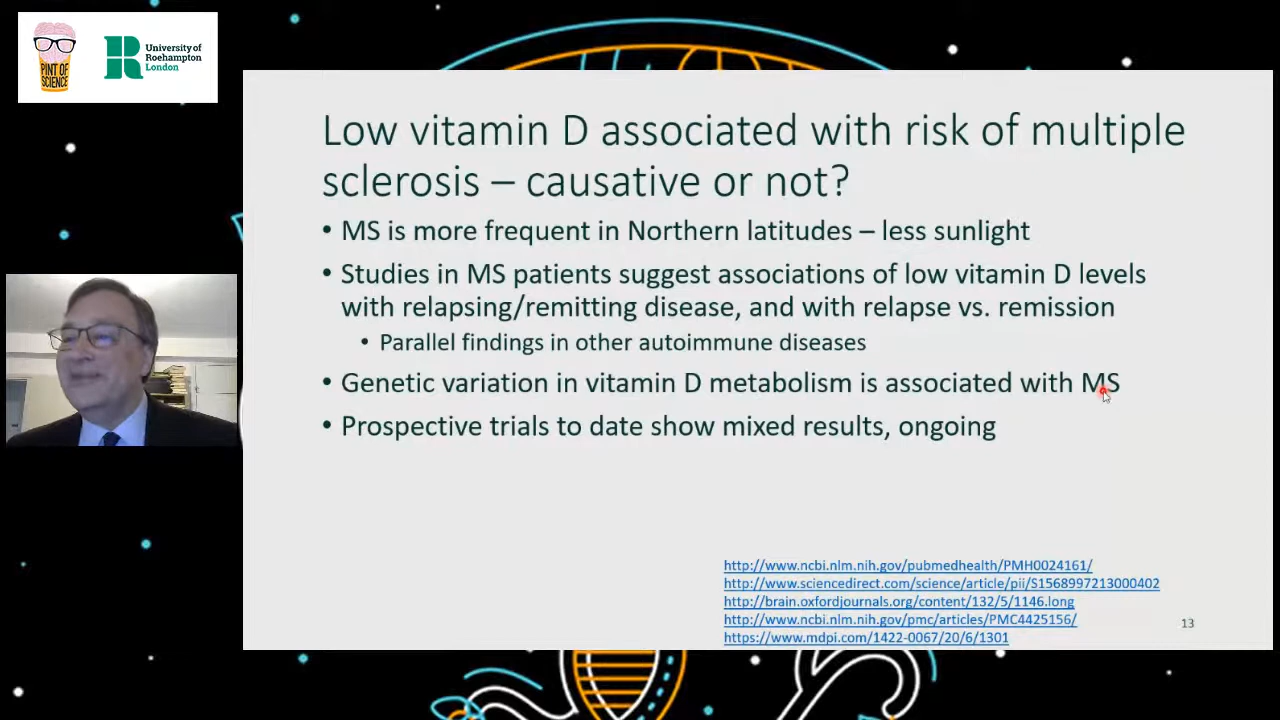 PINT OF
SCIENCE
University of
Roehampton
London
Low vitamin D associated with risk of multiple
sclerosis – causative or not?
• MS is more frequent in Northern latitudes – less sunlight
• Studies in MS patients suggest associations of low vitamin D levels
with relapsing/remitting disease, and with relapse vs. remission
• Parallel findings in other autoimmune diseases
• Genetic variation in vitamin D metabolism is associated with MS
• Prospective trials to date show mixed results, ongoing
http://www.ncbi.nlm.nih.gov/pubmedhealth/PMH0024161/
http://www.sciencedirect.com/science/article/pii/S1568997213000402
http://brain.oxfordjournals.org/content/132/5/1146.long
http://www.ncbi.nlm.nih.gov/pmc/articles/PMC4425156/
https://www.mdpi.com/1422-0067/20/6/1301
13